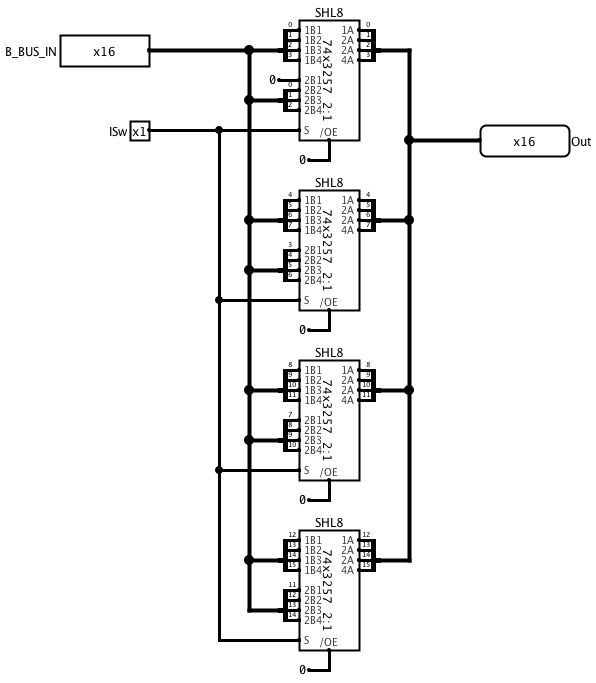 SHL8
B_BUS_IN x16
0 1B1 1A 0
1 1B2 2A 1
2 1B3 2A 2
3 1B4 4A 3
74x3257 2:1
0 2B1
0 2B2
1 2B3
2 2B4
ISw x1
S /OE
0
x16 Out
SHL8
4 1B1 1A 4
5 1B2 2A 5
6 1B3 2A 6
7 1B4 4A 7
74x3257 2:1
3 2B1
4 2B2
5 2B3
6 2B4
S /OE
0
SHL8
8 1B1 1A 8
9 1B2 2A 9
10 1B3 2A 10
11 1B4 4A 11
74x3257 2:1
7 2B1
8 2B2
9 2B3
10 2B4
S /OE
0
SHL8
12 1B1 1A 12
13 1B2 2A 13
14 1B3 2A 14
15 1B4 4A 15
74x3257 2:1
11 2B1
12 2B2
13 2B3
14 2B4
S /OE
0